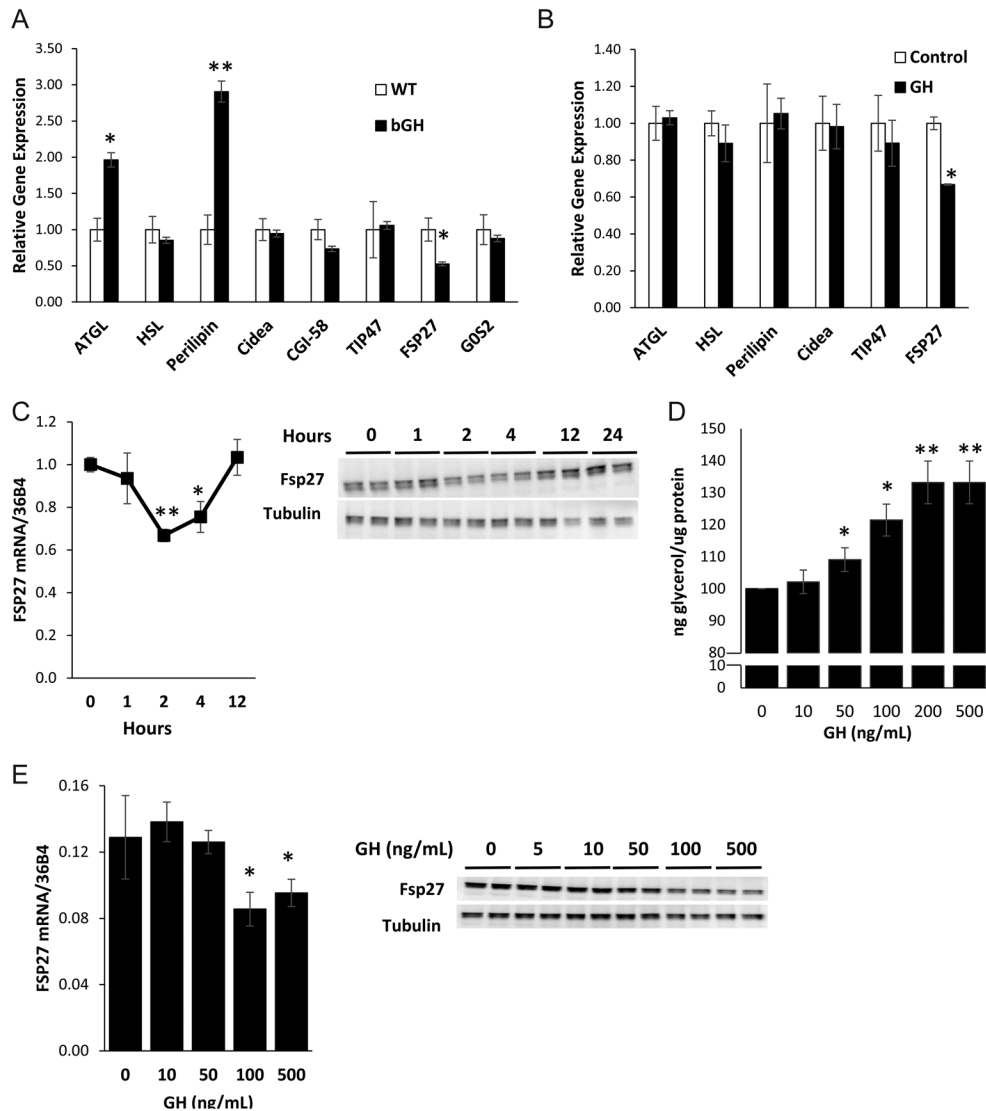 A
Relative Gene Expression
3.50
3.00
2.50
2.00
1.50
1.00
0.50
0.00
*
**
*
WT
bGH
ATGL
HSL
Perilipin
Cidea
CGI-58
TIP47
FSP27
G0S2
B
Relative Gene Expression
1.40
1.20
1.00
0.80
0.60
0.40
0.20
0.00
Control
GH
*
ATGL
HSL
Perilipin
Cidea
TIP47
FSP27
C
FSP27 mRNA/36B4
1.2
1.0
0.8
0.6
0.4
0.2
0.0
**
*
0 1 2 4 12
Hours
Hours 0 1 2 4 12 24
Fsp27
Tubulin
D
ng glycerol/ug protein
150
140
130
120
110
100
90
80
10
0
*
*
**
**
0 10 50 100 200 500
GH (ng/mL)
E
FSP27 mRNA/36B4
0.16
0.12
0.08
0.04
0.00
*
*
0 10 50 100 500
GH (ng/mL)
GH (ng/mL) 0 5 10 50 100 500
Fsp27
Tubulin